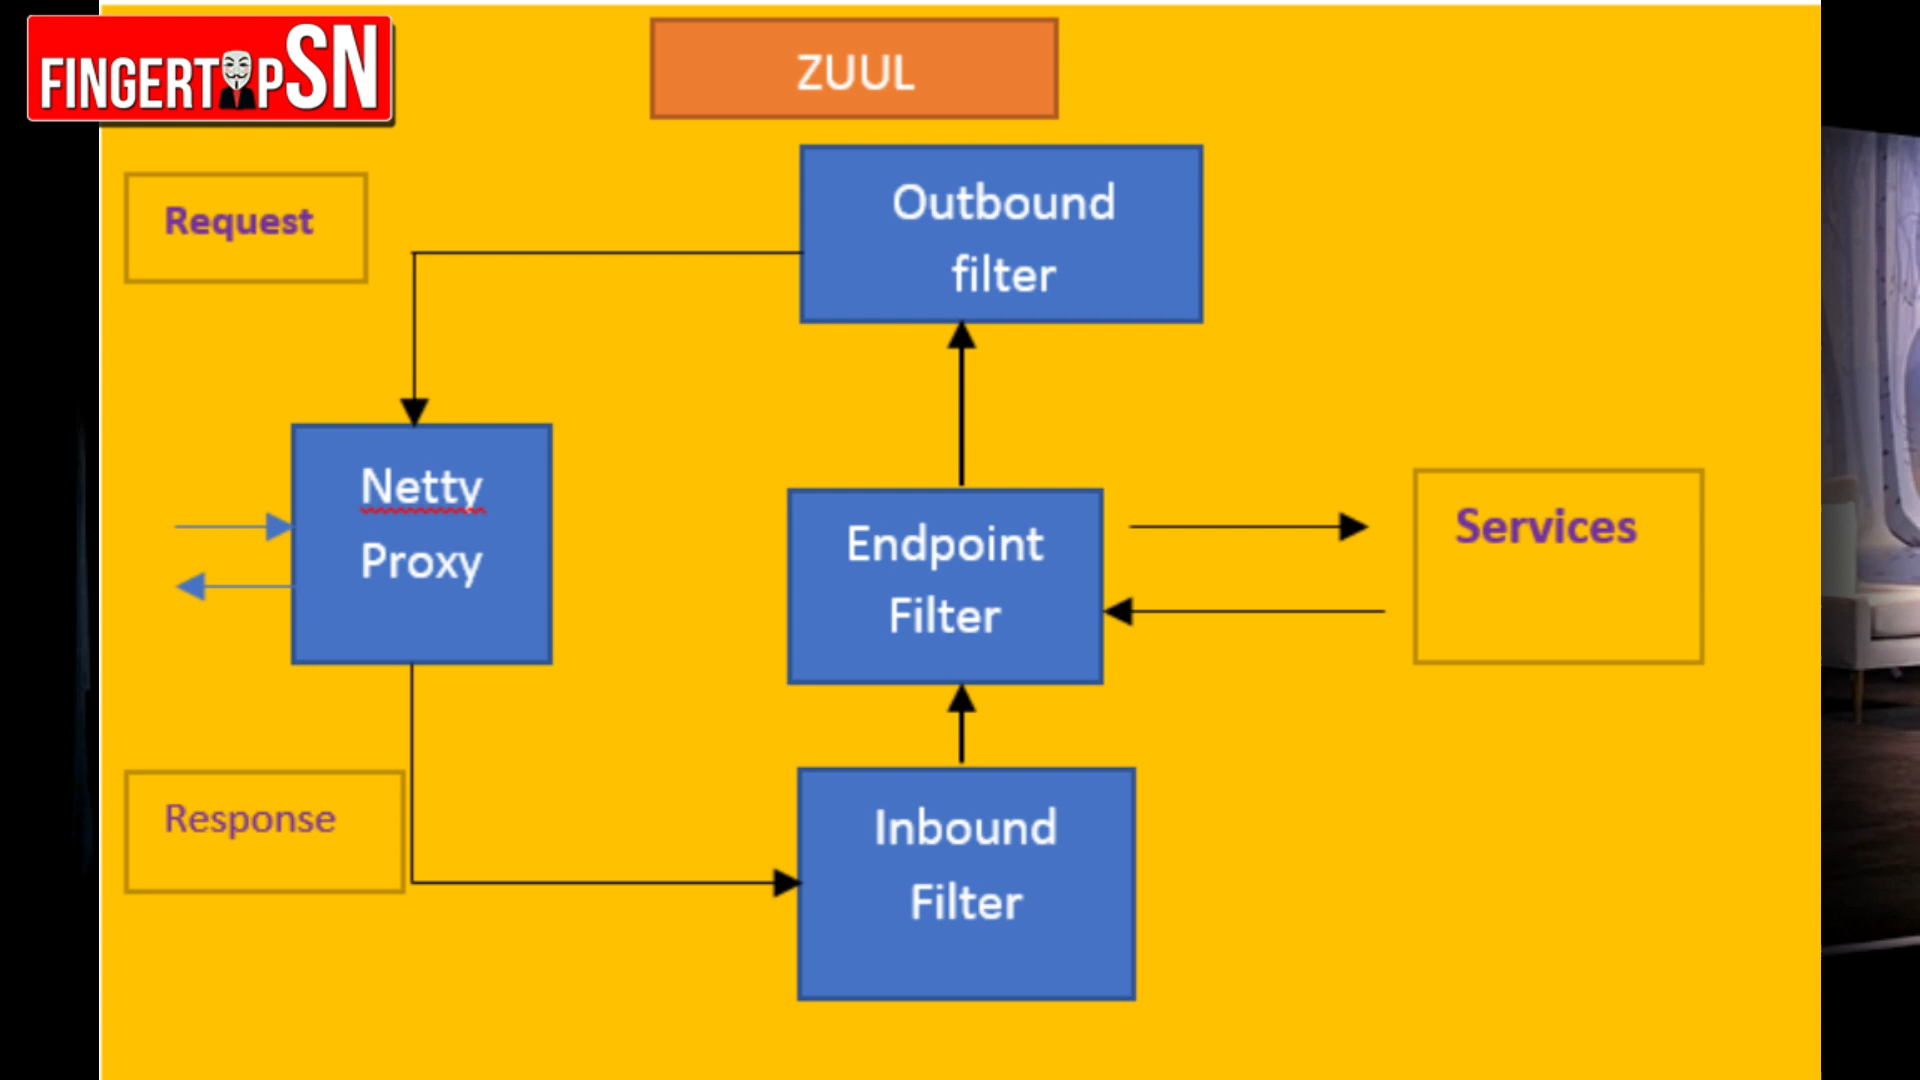 FINGERTIPSN
ZUUL
Request
Outbound
filter
Netty
Proxy
Endpoint
Filter
Services
Response
Inbound
Filter